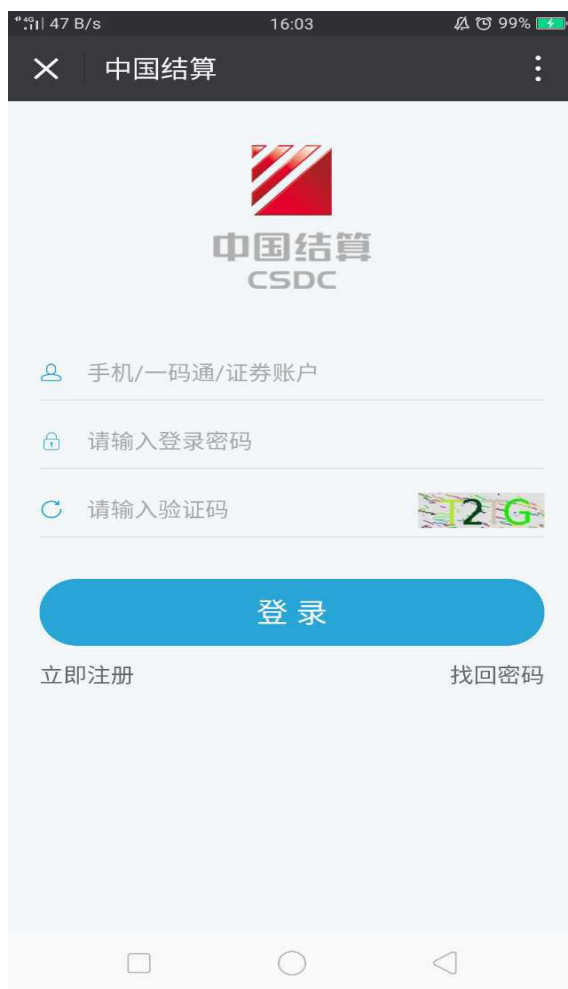 47 B/s 16:03 99%
中国结算
中国结算
CSDC
手机/一码通/证券账户
请输入登录密码
请输入验证码
登 录
立即注册 找回密码